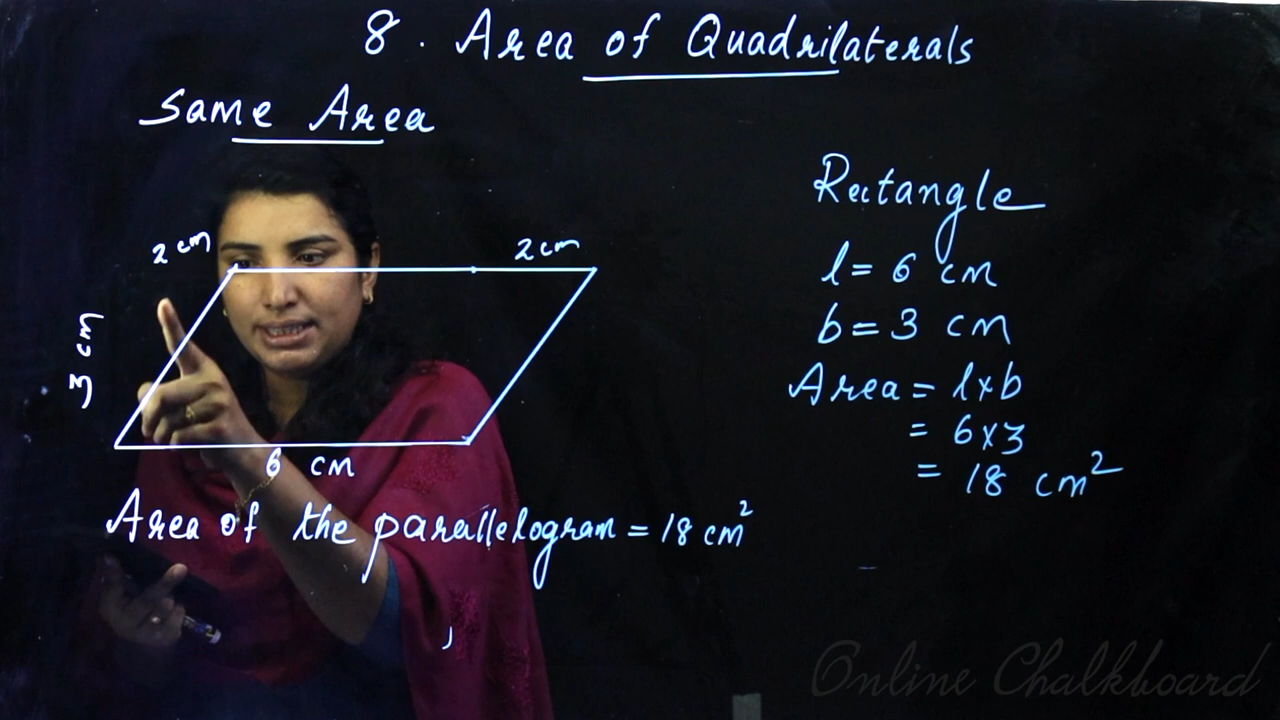 8. Area of Quadrilaterals
Same Area
2 cm
2 cm
3 cm
6 cm
Area of the parallelogram = 18 cm²
Rectangle
l = 6 cm
b = 3 cm
Area = l x b
= 6 x 3
= 18 cm²
Online Chalkboard